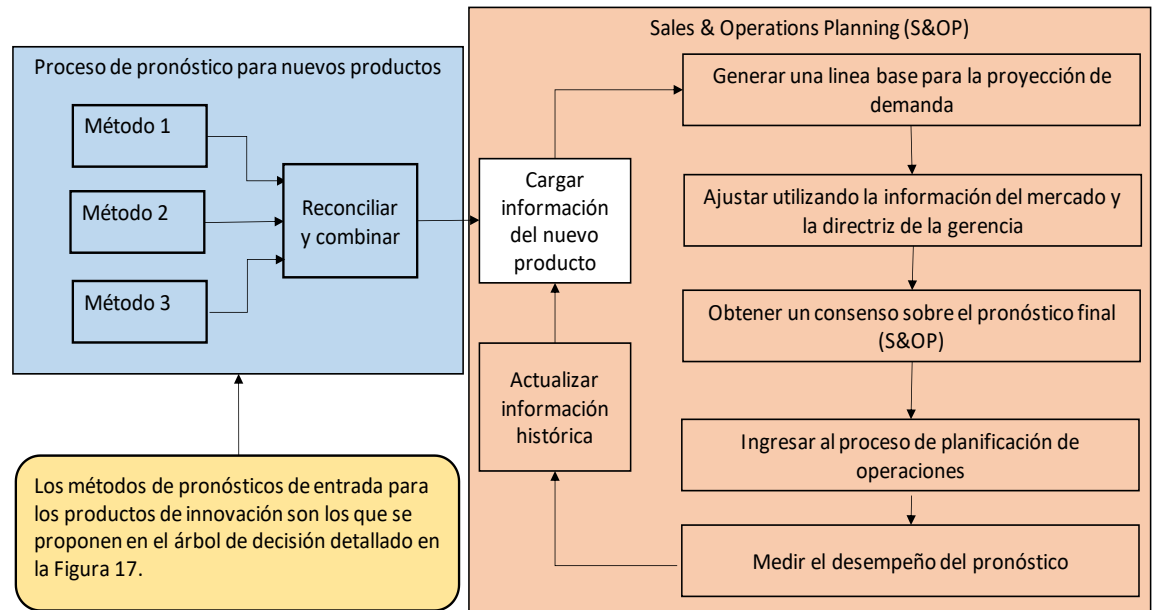 Proceso de pronóstico para nuevos productos
Método 1
Método 2
Método 3
Reconciliar
y combinar
Los métodos de pronósticos de entrada para
los productos de innovación son los que se
proponen en el árbol de decisión detallado en
la Figura 17.
Sales & Operations Planning (S&OP)
Cargar
información
del nuevo
producto
Actualizar
información
histórica
Generar una linea base para la proyección de
demanda
Ajustar utilizando la información del mercado y
la directriz de la gerencia
Obtener un consenso sobre el pronóstico final
(S&OP)
Ingresar al proceso de planificación de
operaciones
Medir el desempeño del pronóstico